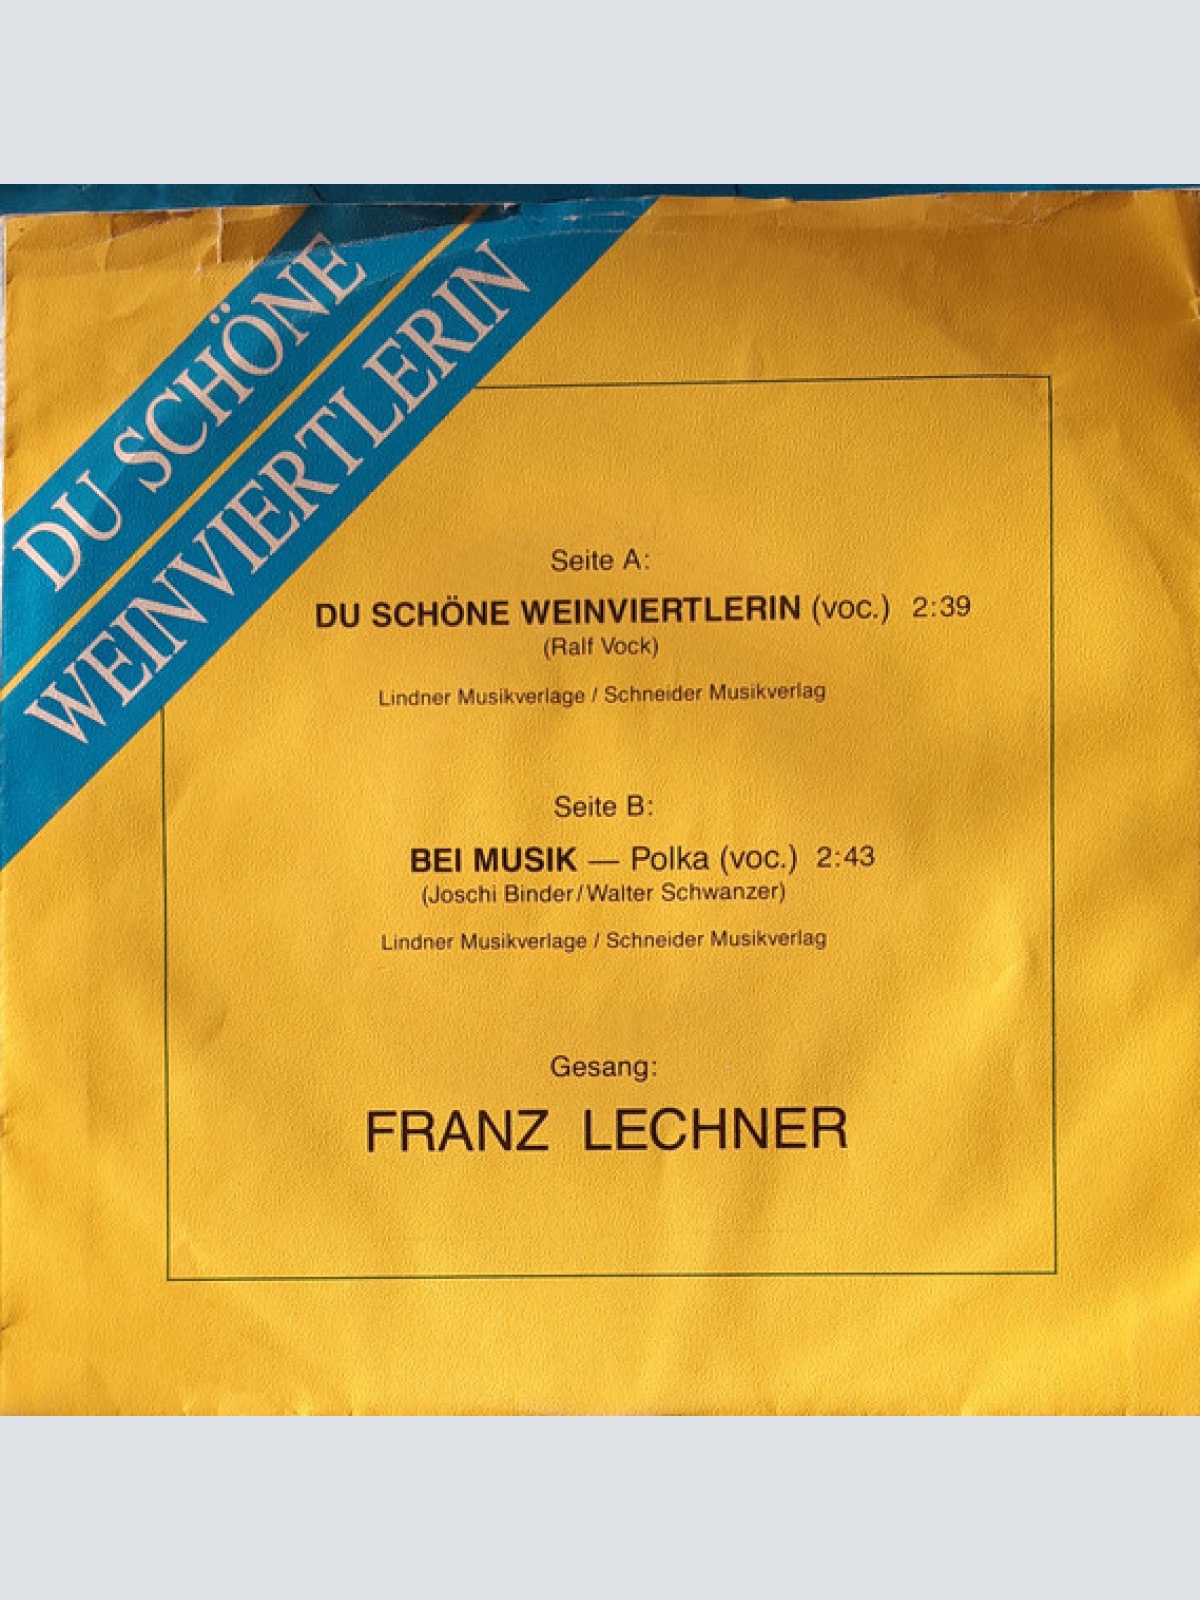 DU SCHÖNE
WEINVIERTLERIN
Seite A:
DU SCHÖNE WEINVIERTLERIN (voc.) 2:39
(Ralf Vock)
Lindner Musikverlage / Schneider Musikverlag
Seite B:
BEI MUSIK — Polka (voc.) 2:43
(Joschi Binder/Walter Schwanzer)
Lindner Musikverlage / Schneider Musikverlag
Gesang:
FRANZ LECHNER